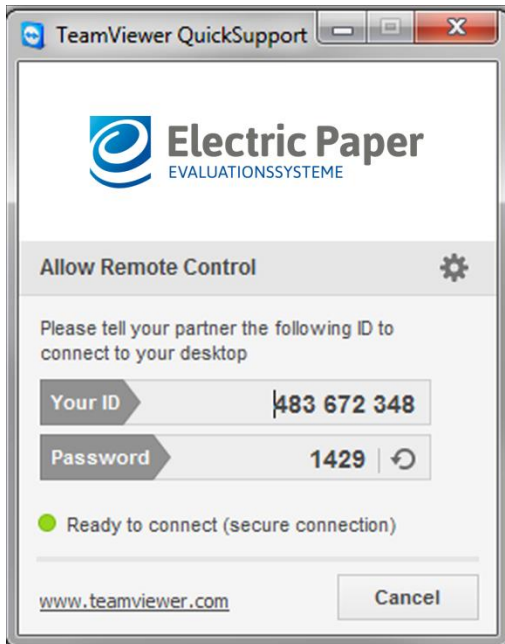 TeamViewer QuickSupport
Electric Paper
EVALUATIONSSYSTEME
Allow Remote Control
Please tell your partner the following ID to
connect to your desktop
Your ID 483 672 348
Password 1429
Ready to connect (secure connection)
www.teamviewer.com Cancel